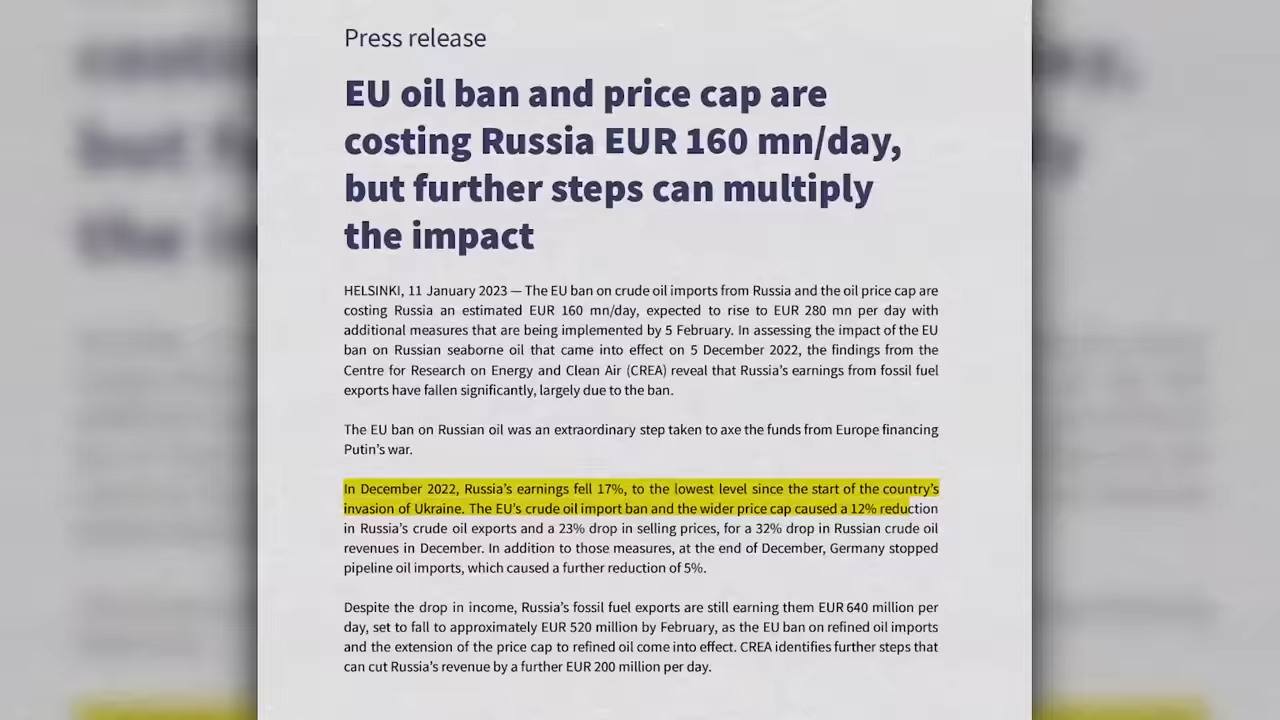 Press release
EU oil ban and price cap are
costing Russia EUR 160 mn/day,
but further steps can multiply
the impact
HELSINKI, 11 January 2023 — The EU ban on crude oil imports from Russia and the oil price cap are
costing Russia an estimated EUR 160 mn/day, expected to rise to EUR 280 mn per day with
additional measures that are being implemented by 5 February. In assessing the impact of the EU
ban on Russian seaborne oil that came into effect on 5 December 2022, the findings from the
Centre for Research on Energy and Clean Air (CREA) reveal that Russia’s earnings from fossil fuel
exports have fallen significantly, largely due to the ban.
The EU ban on Russian oil was an extraordinary step taken to axe the funds from Europe financing
Putin’s war.
In December 2022, Russia’s earnings fell 17%, to the lowest level since the start of the country’s
invasion of Ukraine. The EU’s crude oil import ban and the wider price cap caused a 12% reduction
in Russia’s crude oil exports and a 23% drop in selling prices, for a 32% drop in Russian crude oil
revenues in December. In addition to those measures, at the end of December, Germany stopped
pipeline oil imports, which caused a further reduction of 5%.
Despite the drop in income, Russia’s fossil fuel exports are still earning them EUR 640 million per
day, set to fall to approximately EUR 520 million by February, as the EU ban on refined oil imports
and the extension of the price cap to refined oil come into effect. CREA identifies further steps that
can cut Russia’s revenue by a further EUR 200 million per day.